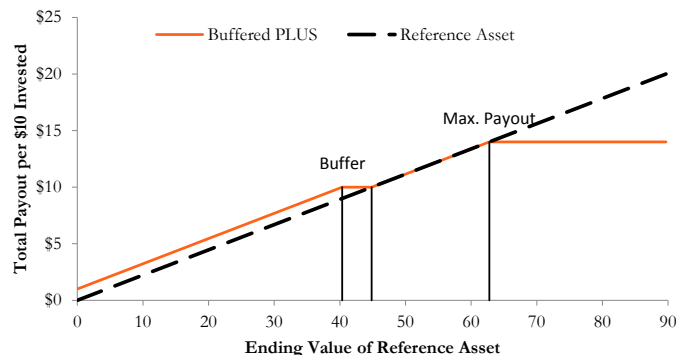 $25
Buffered PLUS
Reference Asset
$20
$15
$10
$5
$0
Total Payout per $10 Invested
Max. Payout
Buffer
0 10 20 30 40 50 60 70 80 90
Ending Value of Reference Asset